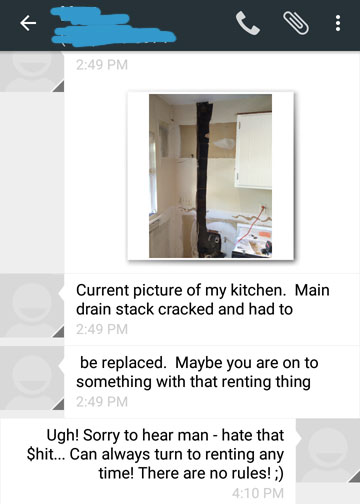 2:49 PM
Current picture of my kitchen.  Main
drain stack cracked and had to
2:49 PM
be replaced.  Maybe you are on to
something with that renting thing
2:49 PM
Ugh! Sorry to hear man - hate that
$hit... Can always turn to renting any
time! There are no rules! ;)
4:10 PM